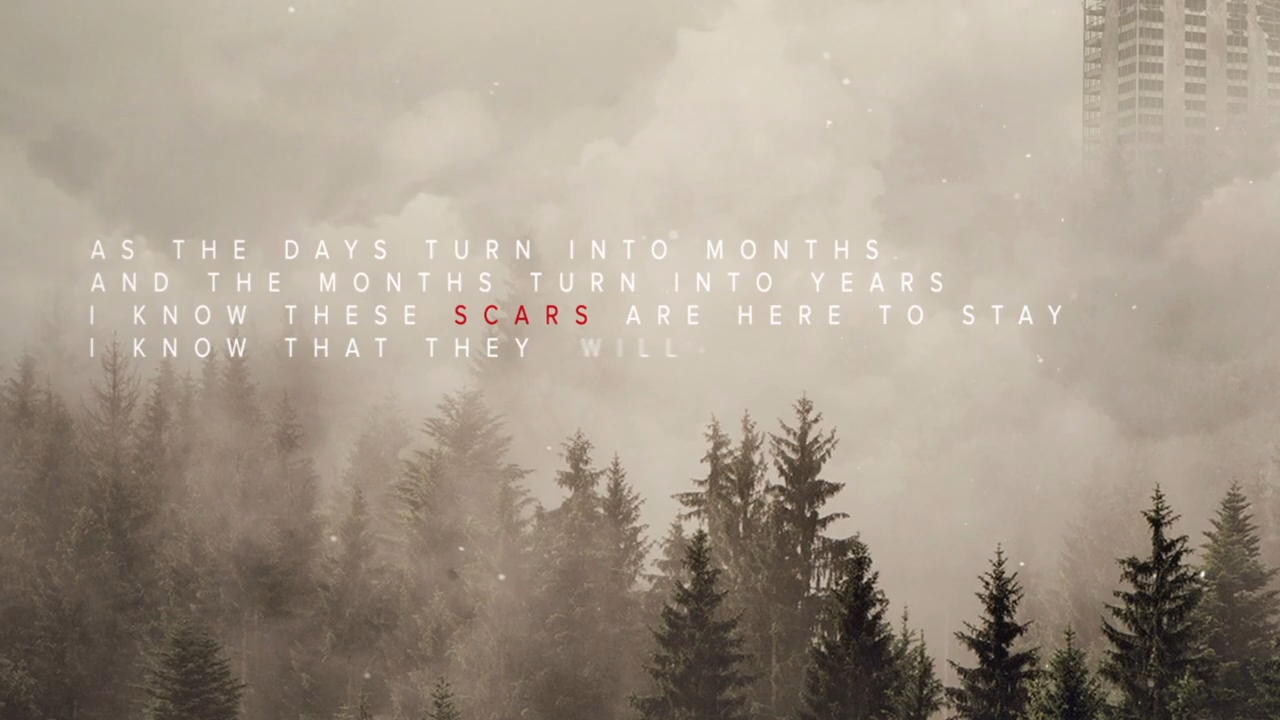 AS THE DAYS TURN INTO MONTHS
AND THE MONTHS TURN INTO YEARS
I KNOW THESE SCARS ARE HERE TO STAY
I KNOW THAT THEY WILL